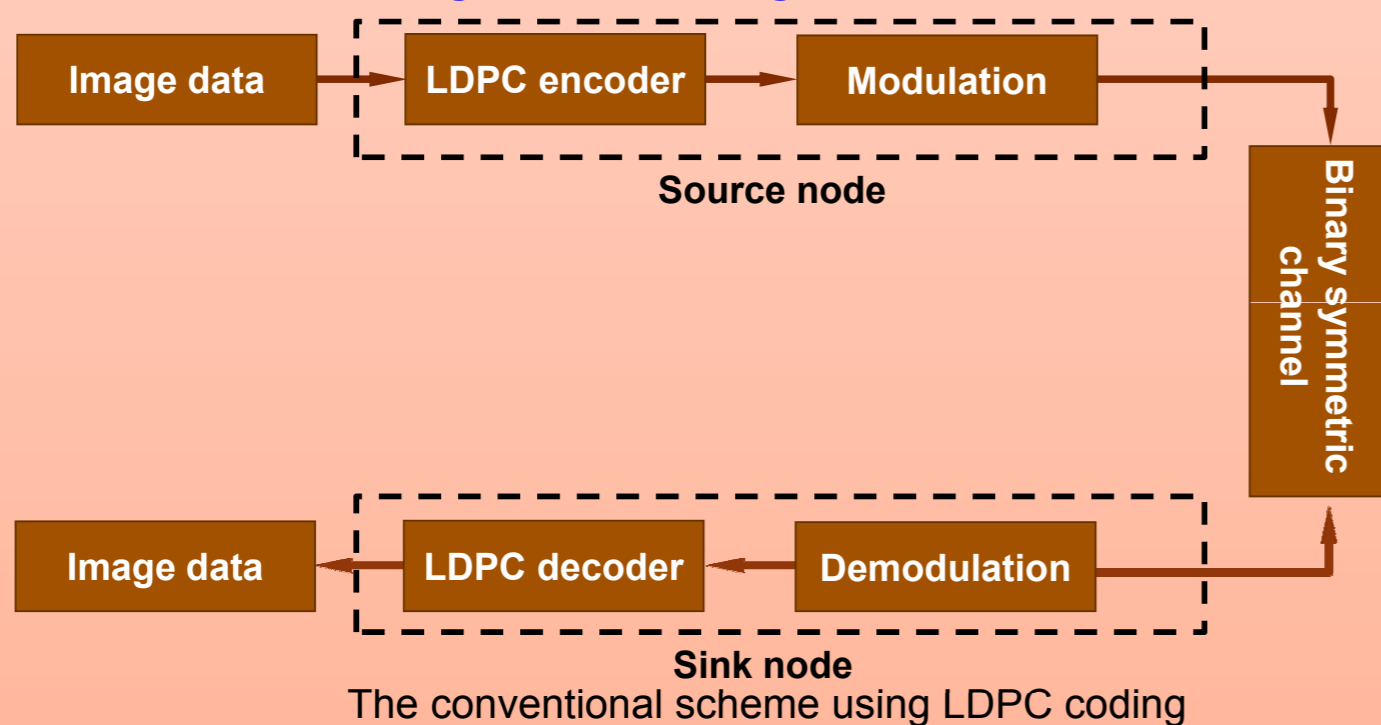 Image data
LDPC encoder
Modulation
Source node
Binary symmetric
channel
Image data
LDPC decoder
Demodulation
Sink node
The conventional scheme using LDPC coding